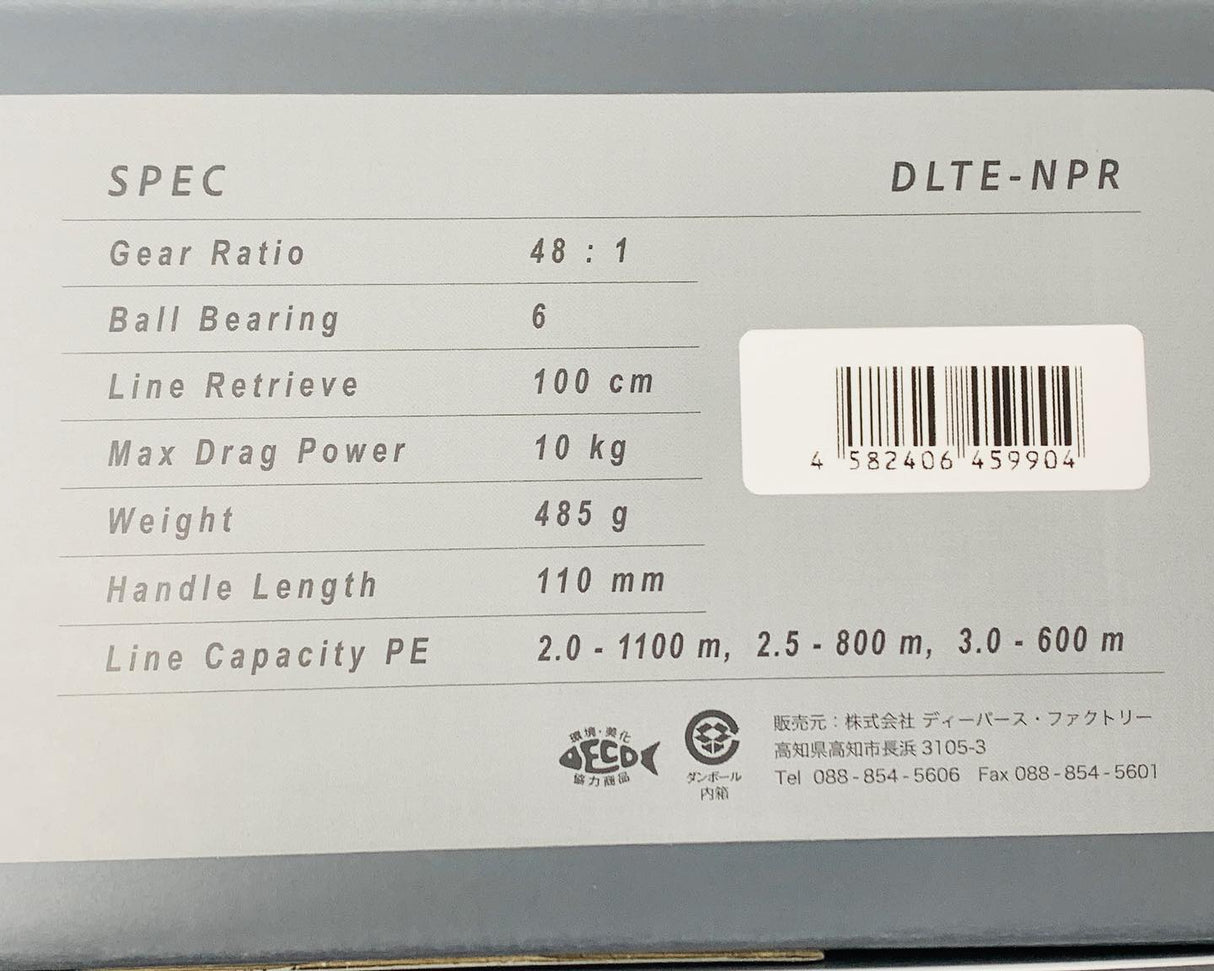 SPEC DLTE-NPR
Gear Ratio 48 : 1
Ball Bearing 6
Line Retrieve 100 cm
Max Drag Power 10 kg
Weight 485 g
Handle Length 110 mm
Line Capacity PE 2.0 - 1100 m, 2.5 - 800 m, 3.0 - 600 m
4 582406 459904
環境・美化
ECO
協力商品
ダンボール
内箱
販売元：株式会社 ディーパース・ファクトリー
高知県高知市長浜 3105-3
Tel 088-854-5606 Fax 088-854-5601